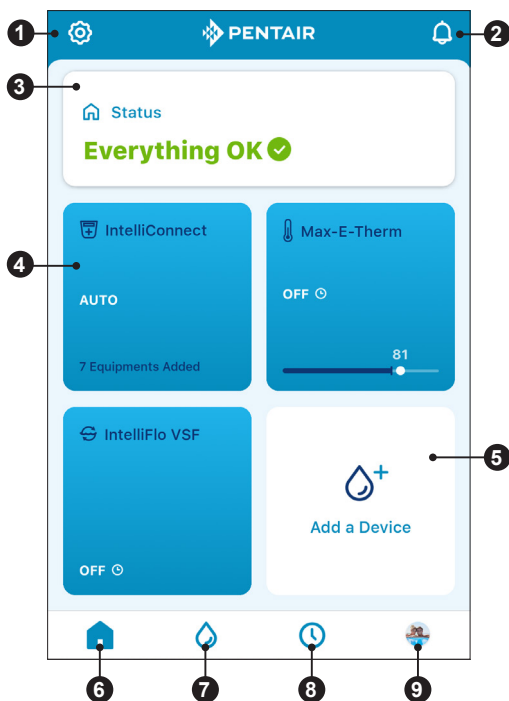 1
PENTAIR
2
3
Status
Everything OK
4
IntelliConnect
AUTO
7 Equipments Added
Max-E-Therm
OFF
81
IntelliFlo VSF
OFF
5
Add a Device
6
7
8
9